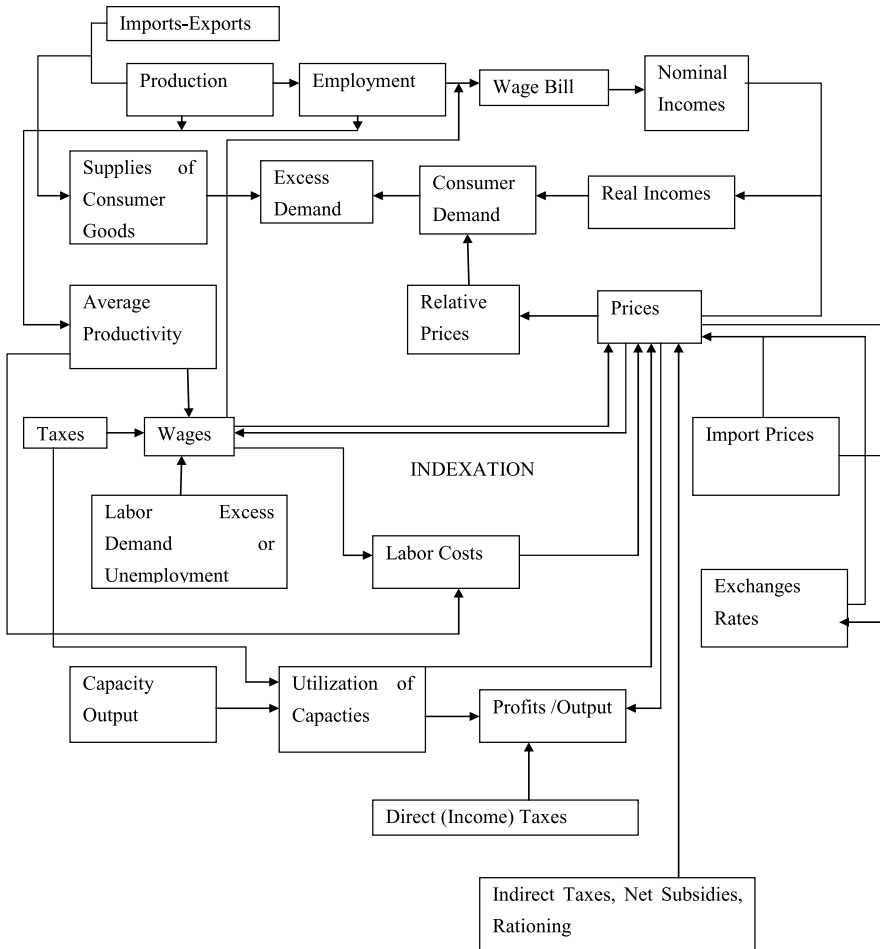 Imports-Exports
Production
Employment
Wage Bill
Nominal
Incomes
Supplies of
Consumer
Goods
Excess
Demand
Consumer
Demand
Real Incomes
Average
Productivity
Relative
Prices
Prices
Taxes
Wages
Import Prices
INDEXATION
Labor Excess
Demand or
Unemployment
Labor Costs
Exchanges
Rates
Capacity
Output
Utilization of
Capacties
Profits /Output
Direct (Income) Taxes
Indirect Taxes, Net Subsidies,
Rationing